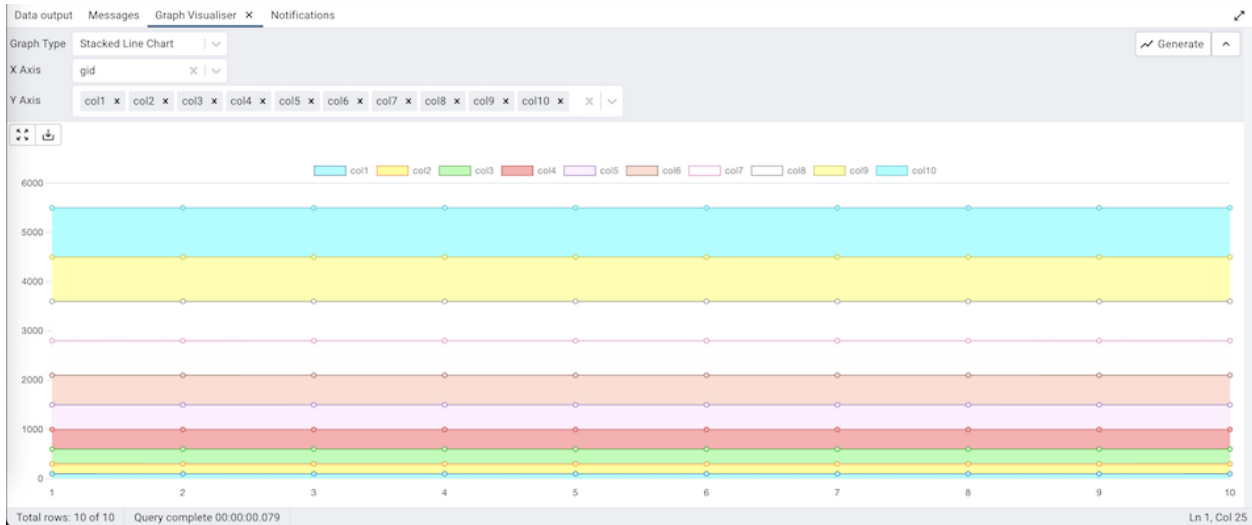 Data output Messages Graph Visualiser × Notifications
Graph Type Stacked Line Chart
Generate
X Axis gid
Y Axis col1 × col2 × col3 × col4 × col5 × col6 × col7 × col8 × col9 × col10 ×
col1 col2 col3 col4 col5 col6 col7 col8 col9 col10
6000
5000
4000
3000
2000
1000
0
1 2 3 4 5 6 7 8 9 10
Total rows: 10 of 10 Query complete 00:00:00.079 Ln 1, Col 25